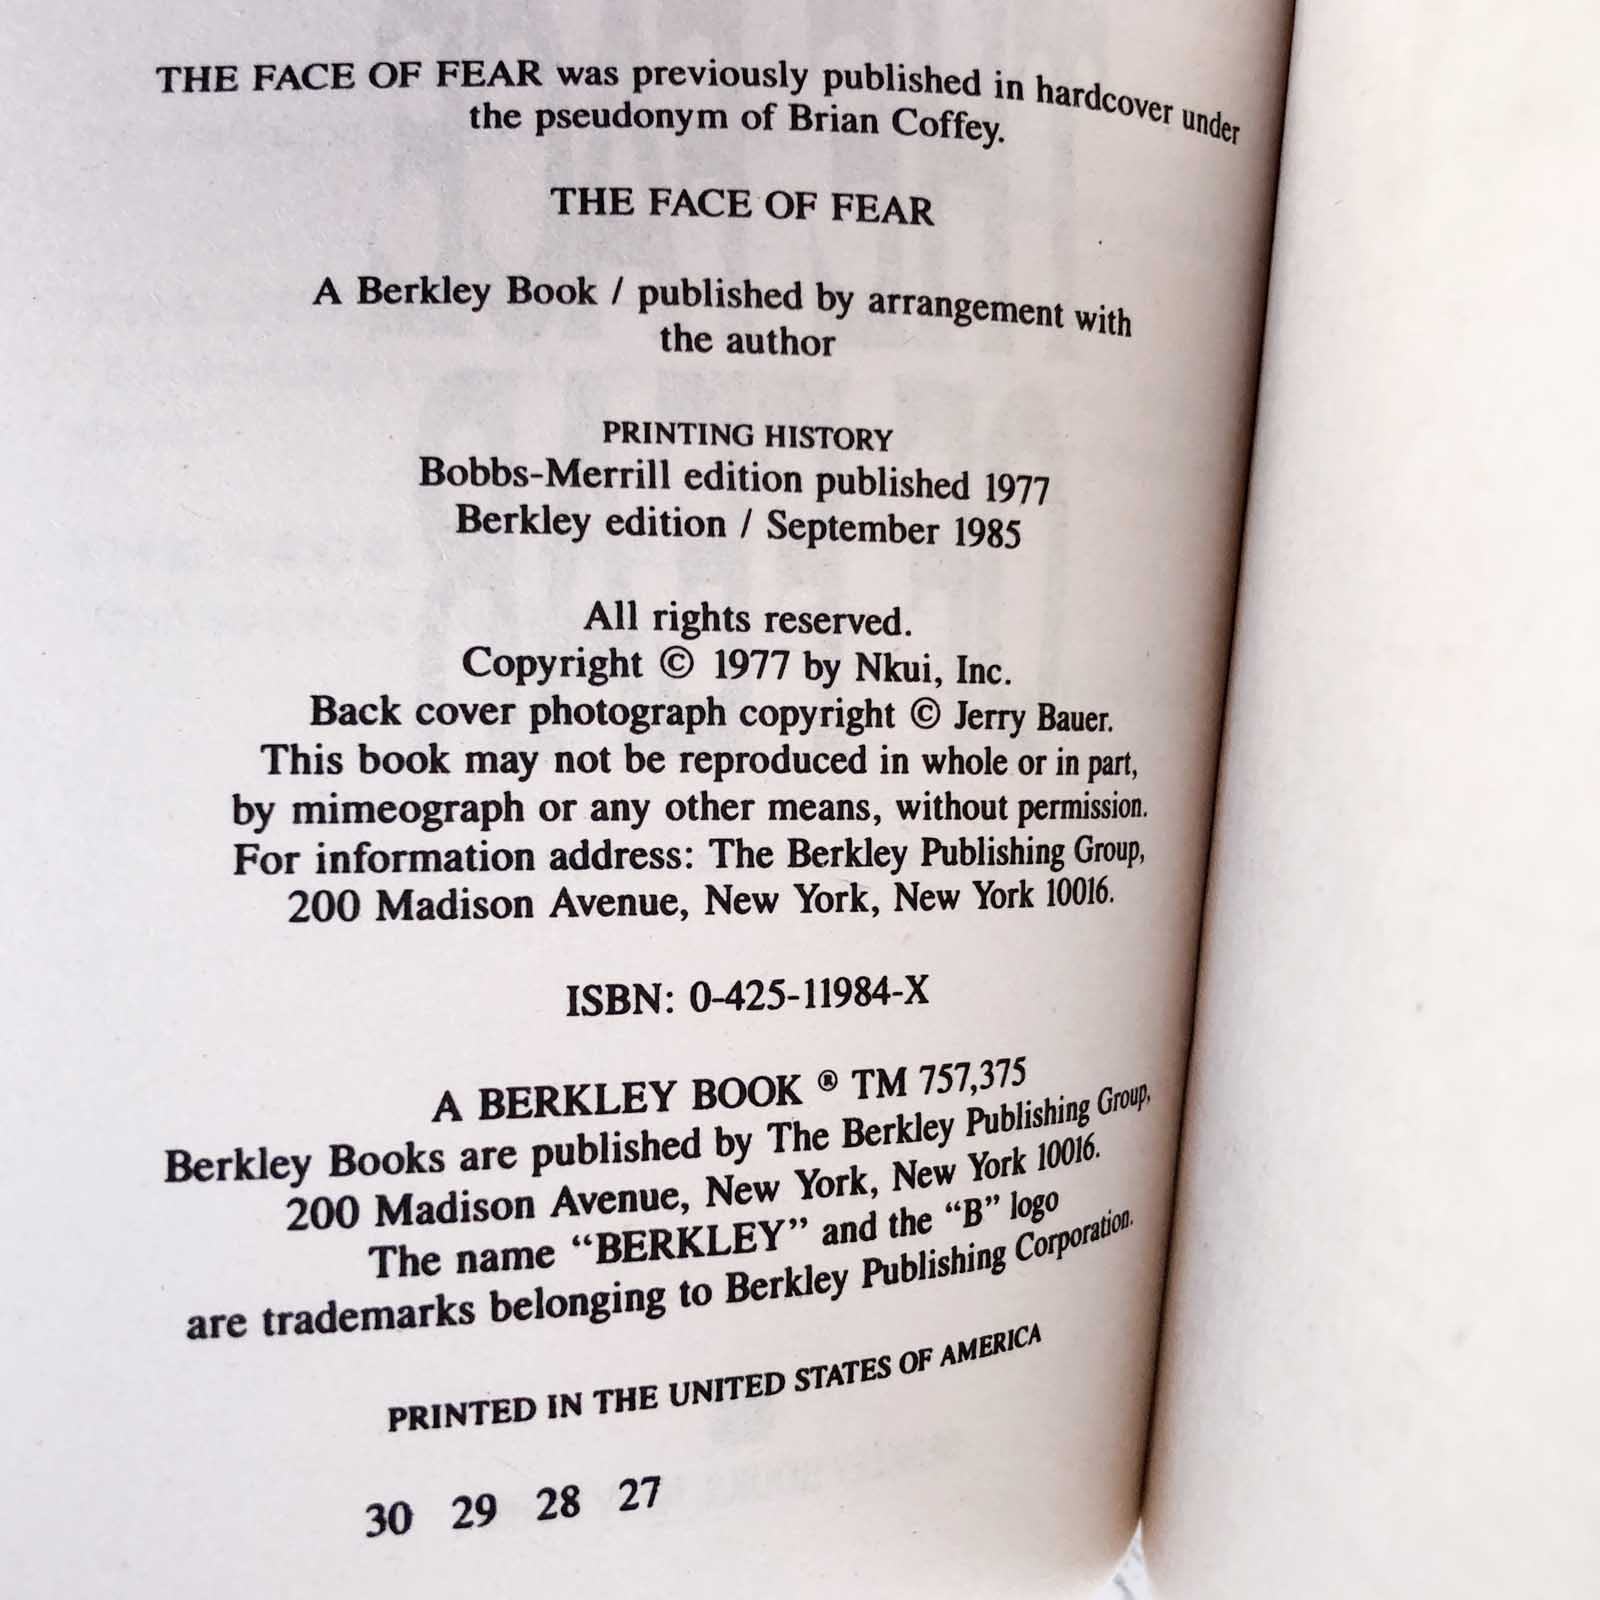 THE FACE OF FEAR was previously published in hardcover under
the pseudonym of Brian Coffey.
THE FACE OF FEAR
A Berkley Book / published by arrangement with
the author
PRINTING HISTORY
Bobbs-Merrill edition published 1977
Berkley edition / September 1985
All rights reserved.
Copyright © 1977 by Nkui, Inc.
Back cover photograph copyright © Jerry Bauer.
This book may not be reproduced in whole or in part,
by mimeograph or any other means, without permission.
For information address: The Berkley Publishing Group,
200 Madison Avenue, New York, New York 10016.
ISBN: 0-425-11984-X
A BERKLEY BOOK ® TM 757,375
Berkley Books are published by The Berkley Publishing Group,
200 Madison Avenue, New York, New York 10016.
The name “BERKLEY” and the “B” logo
are trademarks belonging to Berkley Publishing Corporation.
PRINTED IN THE UNITED STATES OF AMERICA
30 29 28 27